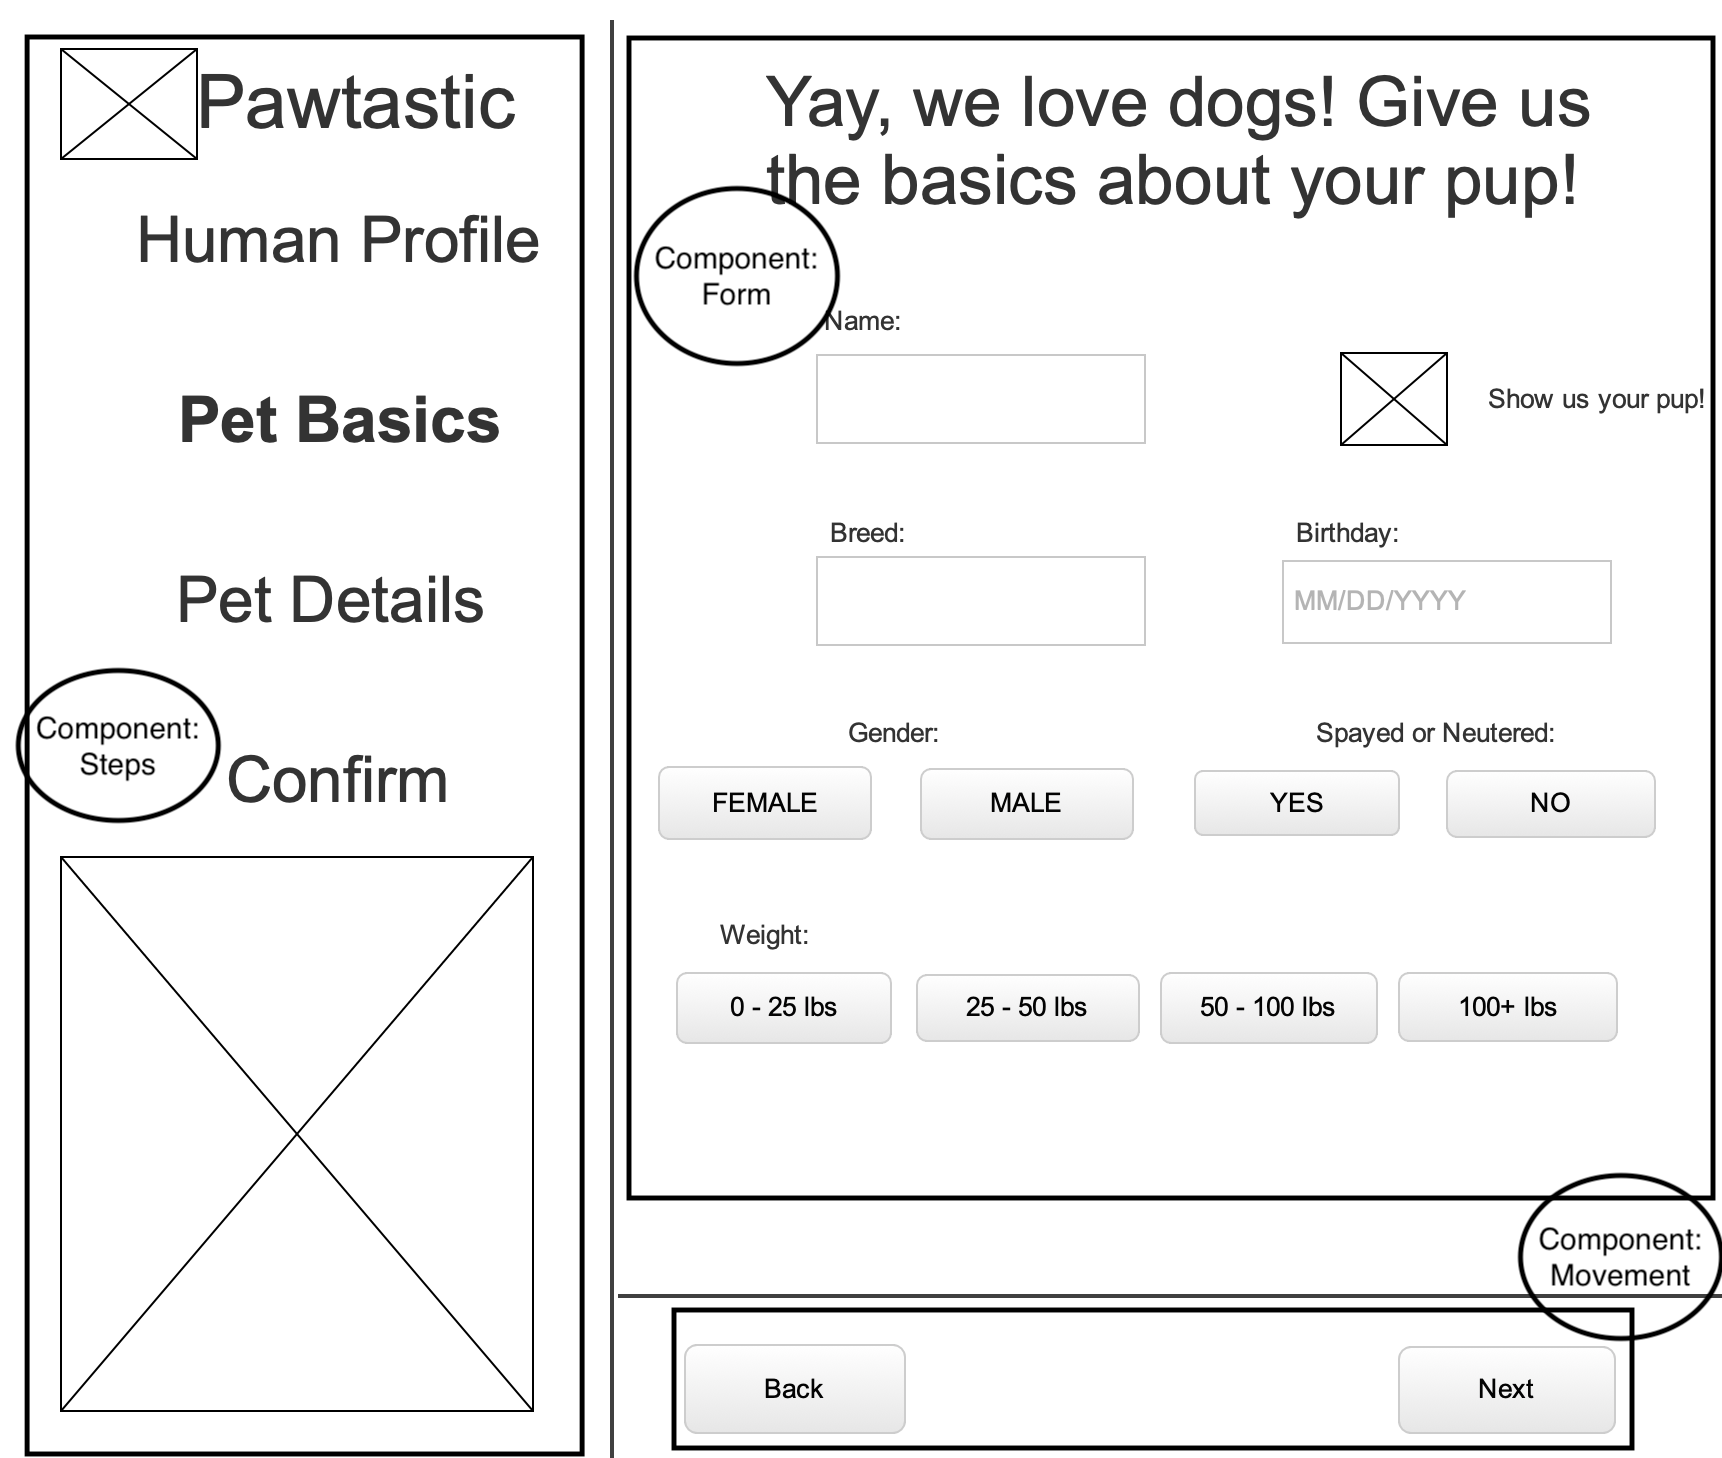 Pawtastic
Human Profile
Pet Basics
Pet Details
Component:
Steps
Confirm
Yay, we love dogs! Give us
the basics about your pup!
Component:
Form
Name:
Show us your pup!
Breed:
Birthday:
MM/DD/YYYY
Gender:
Spayed or Neutered:
FEMALE
MALE
YES
NO
Weight:
0 - 25 lbs
25 - 50 lbs
50 - 100 lbs
100+ lbs
Component:
Movement
Back
Next